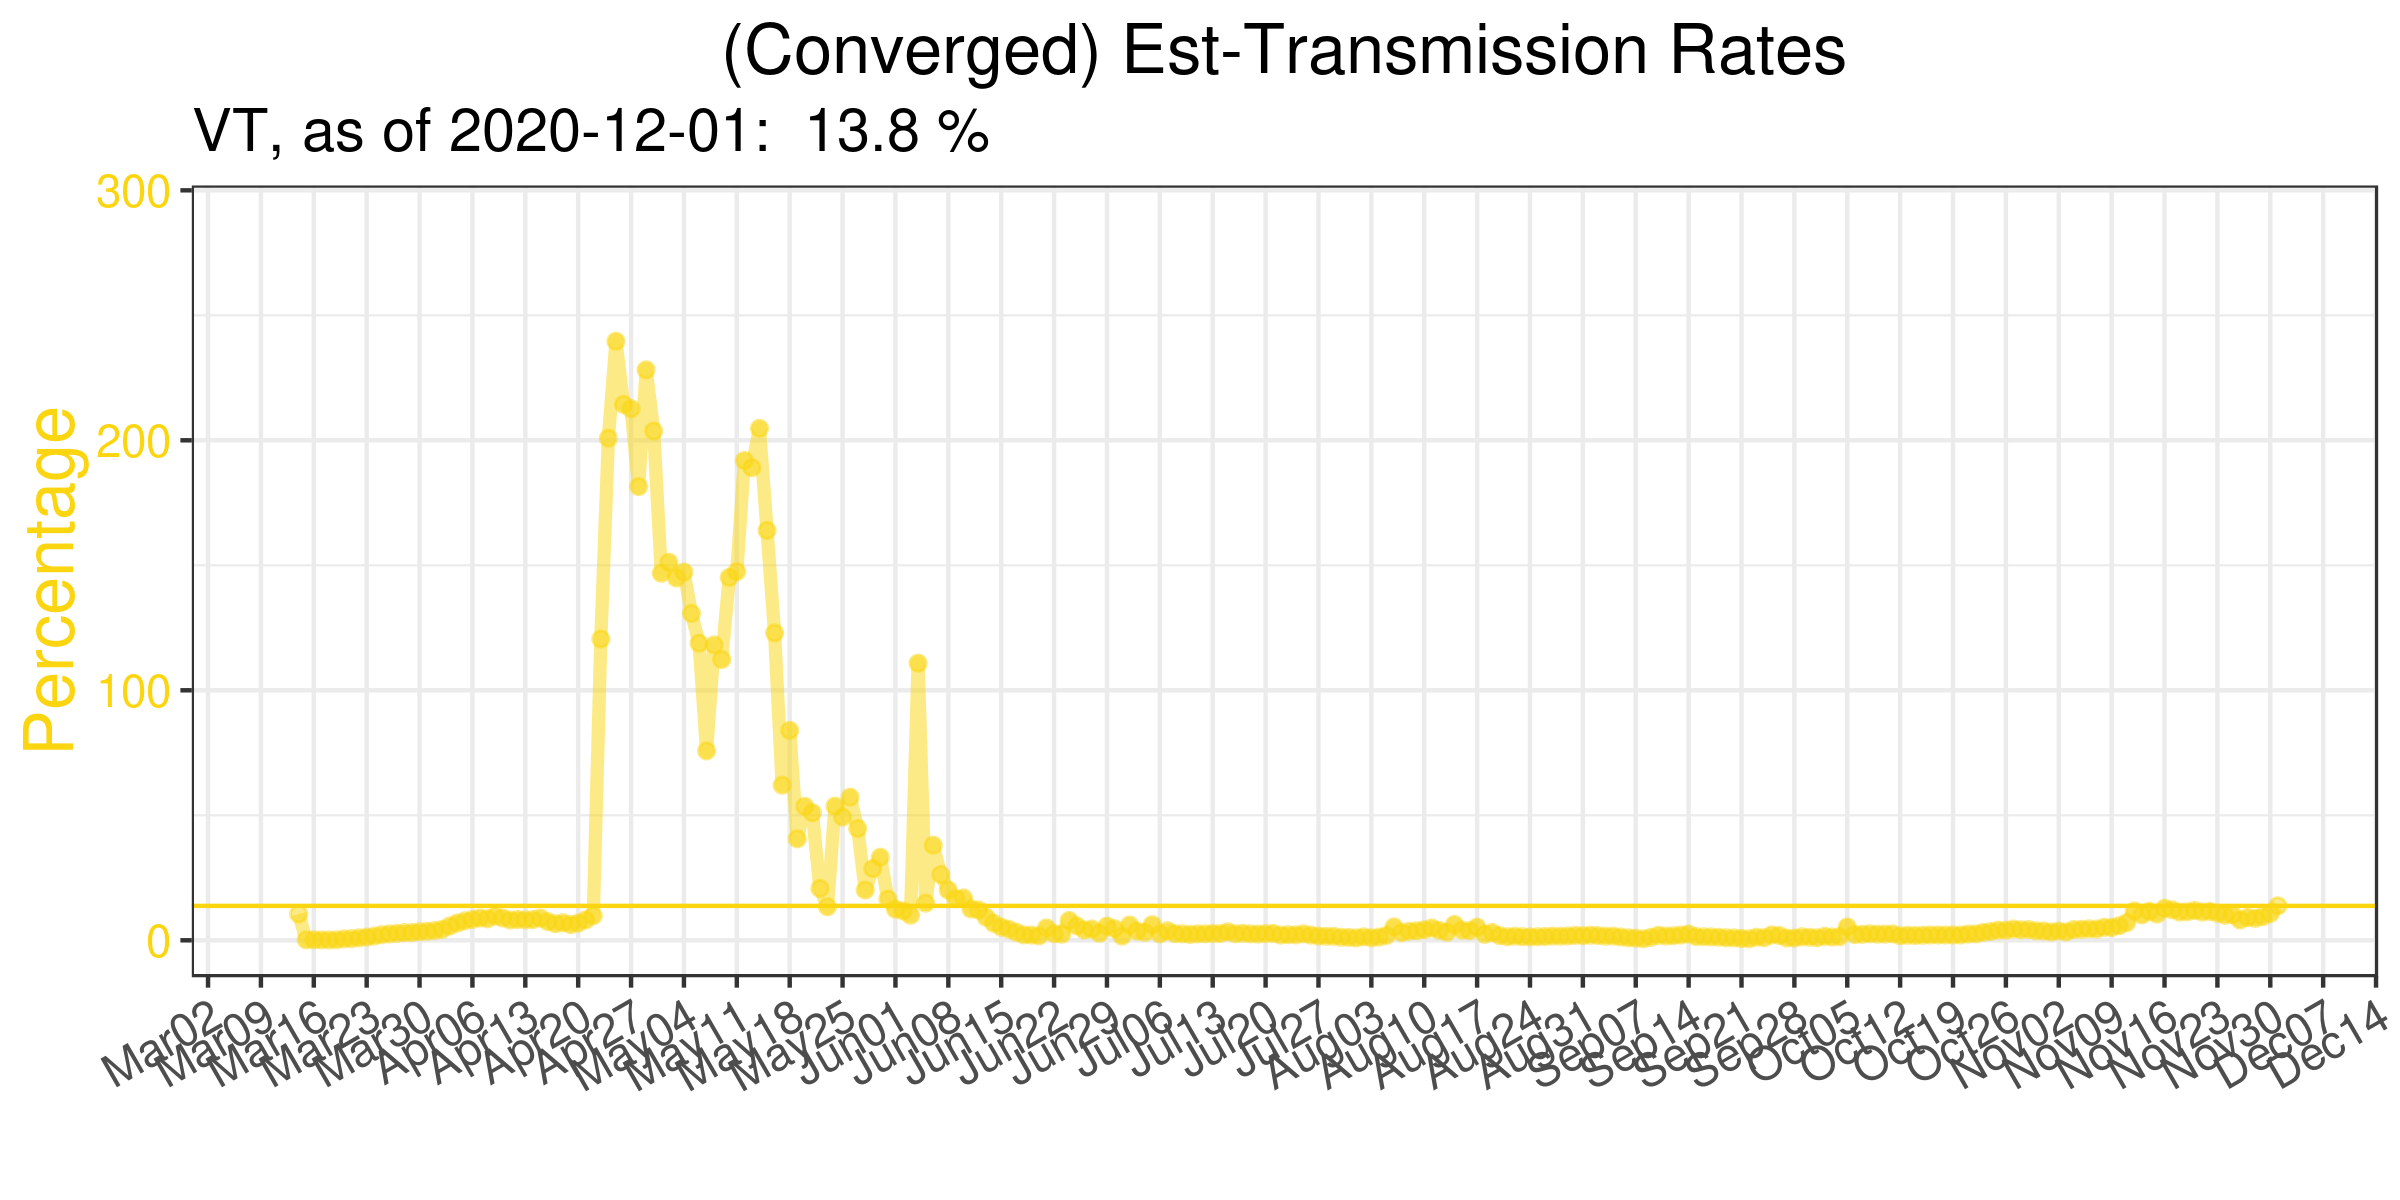 (Converged) Est-Transmission Rates
VT, as of 2020-12-01:  13.8 %
Percentage
300
200
100
0
Mar02
Mar09
Mar16
Mar23
Mar30
Apr06
Apr13
Apr20
Apr27
May04
May11
May18
May25
Jun01
Jun08
Jun15
Jun22
Jun29
Jul06
Jul13
Jul20
Jul27
Aug03
Aug10
Aug17
Aug24
Aug31
Sep07
Sep14
Sep21
Sep28
Oct05
Oct12
Oct19
Oct26
Nov02
Nov09
Nov16
Nov23
Nov30
Dec07
Dec14